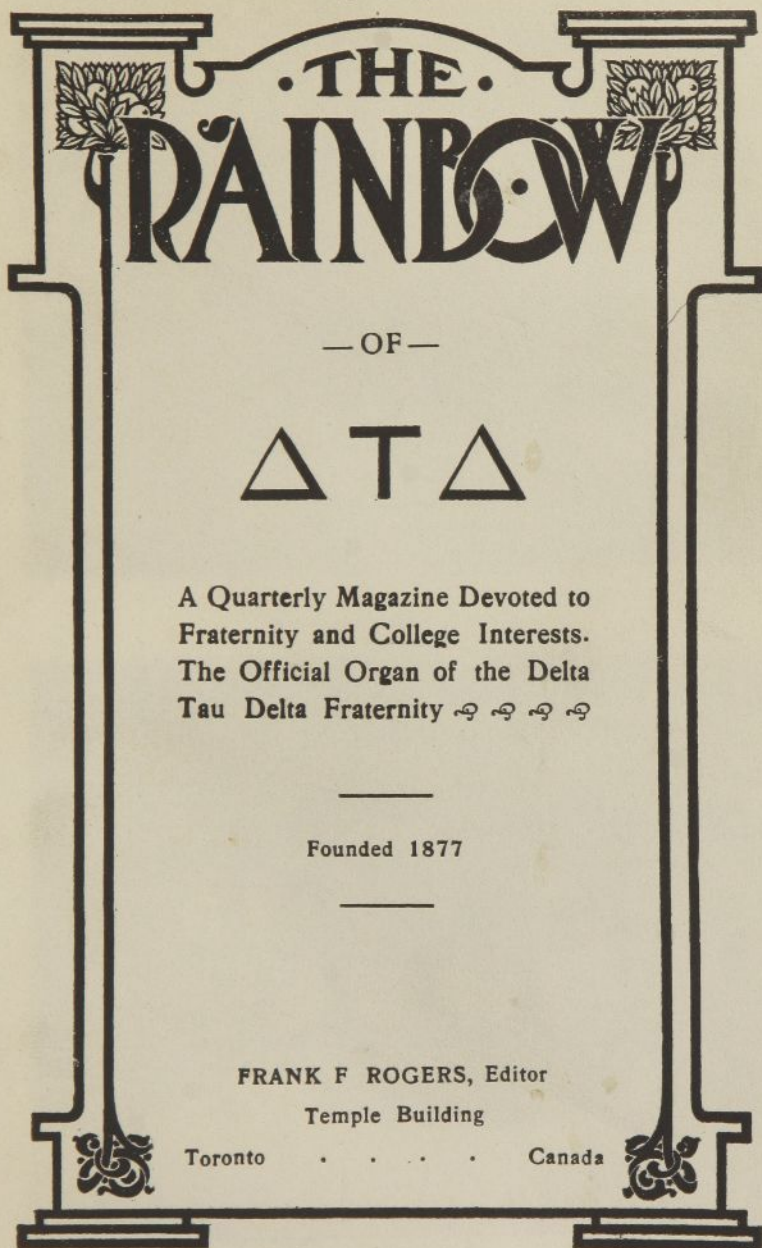 ·THE·
RAINBOW
—OF—
Δ Τ Δ
A Quarterly Magazine Devoted to
Fraternity and College Interests.
The Official Organ of the Delta
Tau Delta Fraternity
Founded 1877
FRANK F ROGERS, Editor
Temple Building
Toronto . . . . Canada